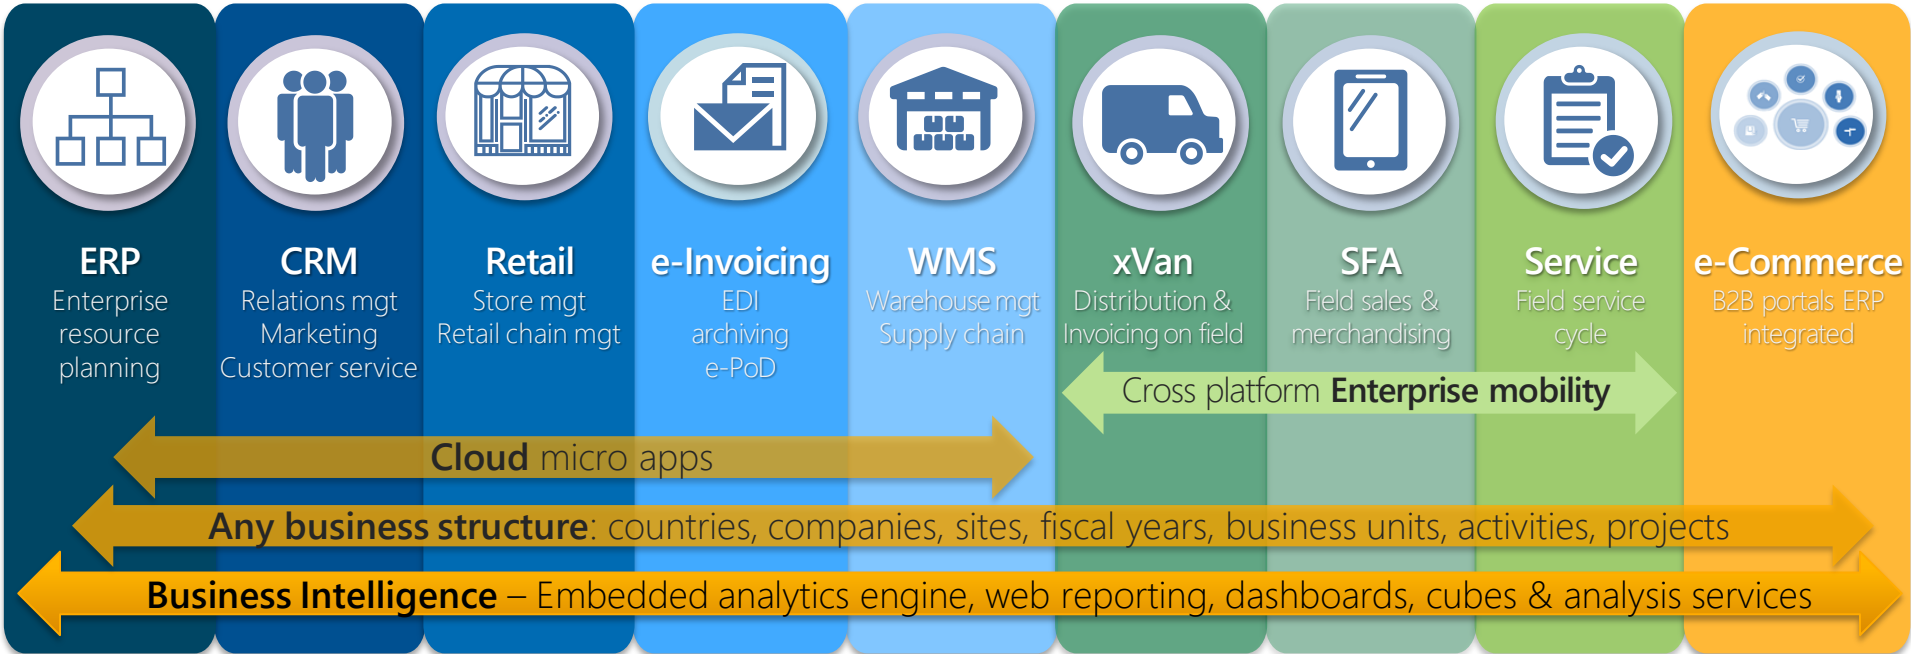 ERP
Enterprise
resource
planning
CRM
Relations mgt
Marketing
Customer service
Retail
Store mgt
Retail chain mgt
e-Invoicing
EDI
archiving
e-PoD
WMS
Warehouse mgt
Supply chain
xVan
Distribution &
Invoicing on field
SFA
Field sales &
merchandising
Service
Field service
cycle
e-Commerce
B2B portals ERP
integrated
Cross platform Enterprise mobility
Cloud micro apps
Any business structure: countries, companies, sites, fiscal years, business units, activities, projects
Business Intelligence – Embedded analytics engine, web reporting, dashboards, cubes & analysis services